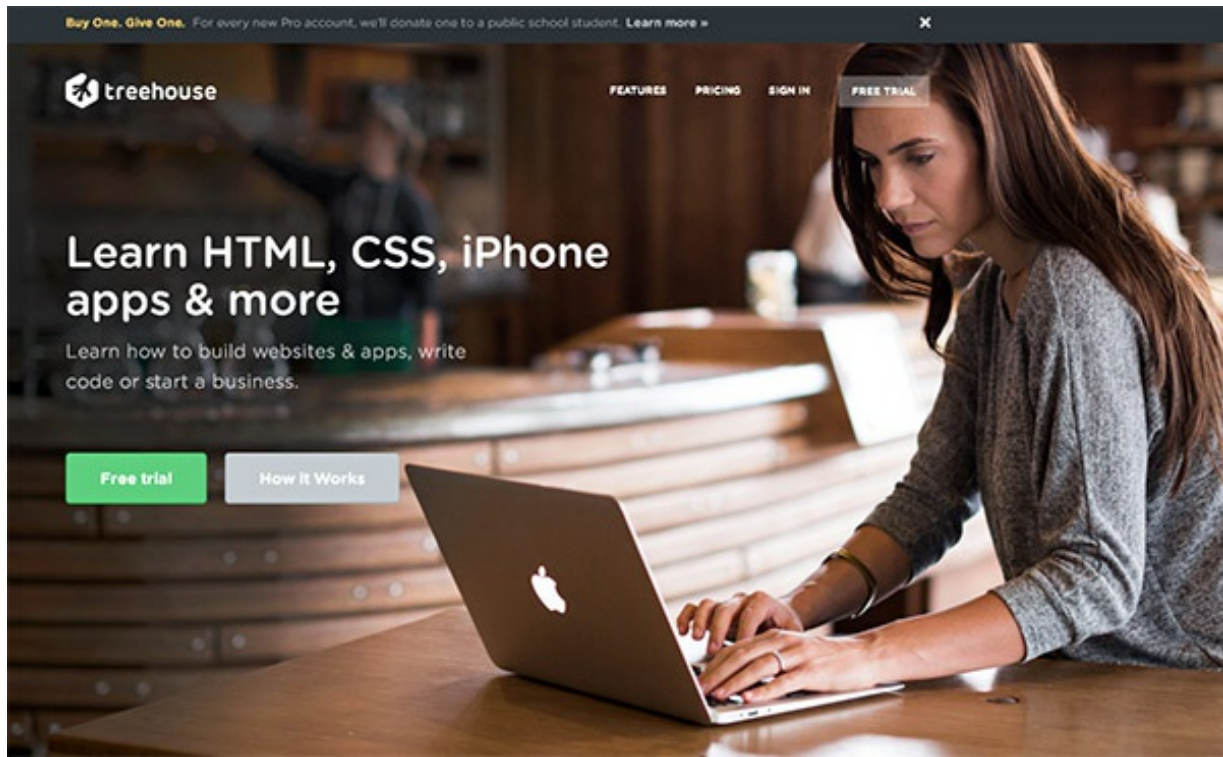 Buy One. Give One. For every new Pro account, we'll donate one to a public school student. Learn more »
treehouse
FEATURES PRICING SIGN IN FREE TRIAL
Learn HTML, CSS, iPhone
apps & more
Learn how to build websites & apps, write
code or start a business.
Free trial How it Works